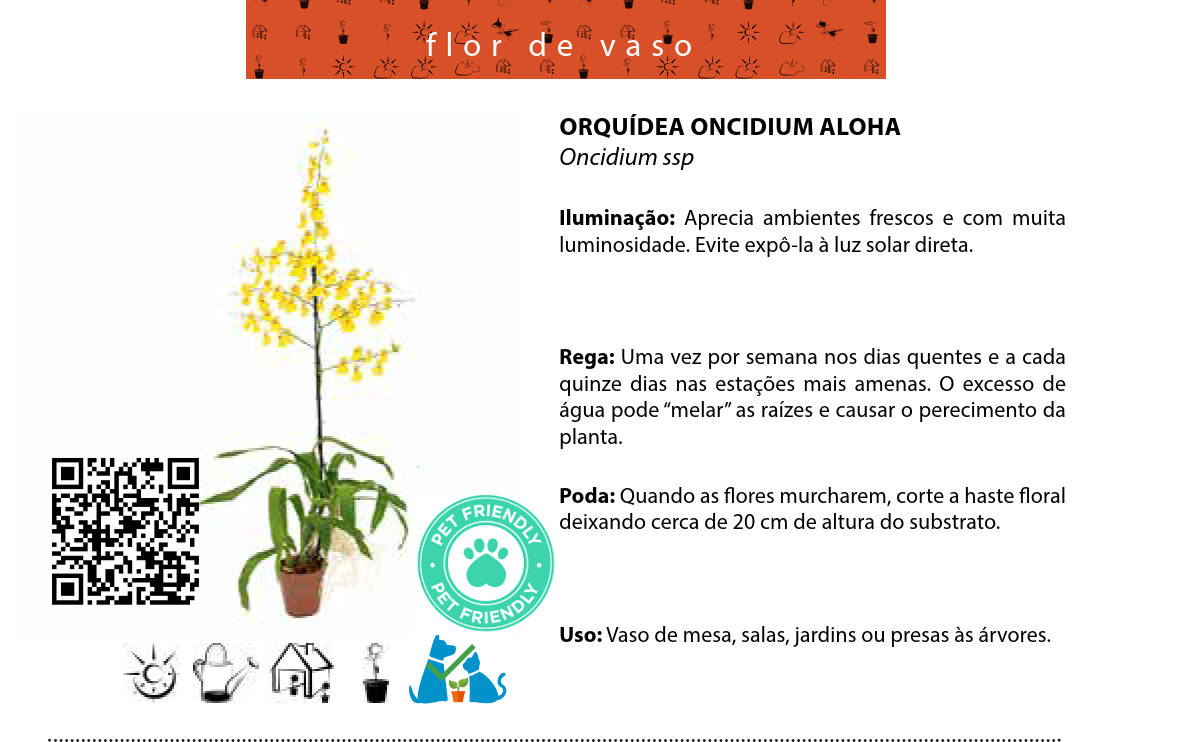 flor de vaso
ORQUÍDEA ONCIDIUM ALOHA
Oncidium ssp
Iluminação: Aprecia ambientes frescos e com muita
luminosidade. Evite expô-la à luz solar direta.
Rega: Uma vez por semana nos dias quentes e a cada
quinze dias nas estações mais amenas. O excesso de
água pode “melar” as raízes e causar o perecimento da
planta.
Poda: Quando as flores murcharem, corte a haste floral
deixando cerca de 20 cm de altura do substrato.
PET FRIENDLY
PET FRIENDLY
Uso: Vaso de mesa, salas, jardins ou presas às árvores.